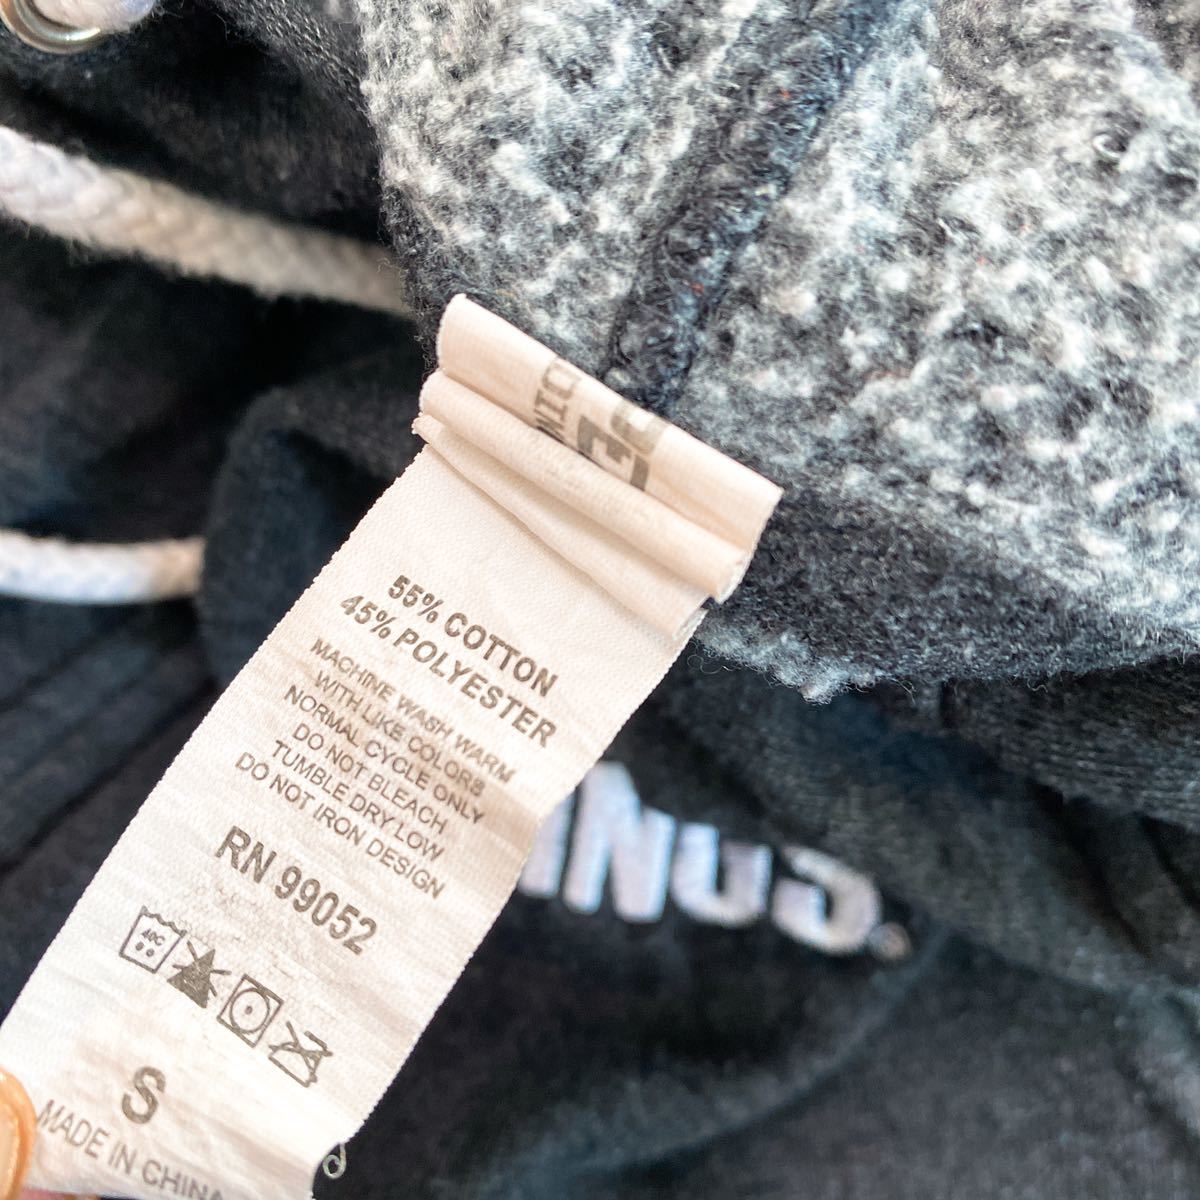 55% COTTON
45% POLYESTER
MACHINE WASH WARM
WITH LIKE COLORS
NORMAL CYCLE ONLY
DO NOT BLEACH
TUMBLE DRY LOW
DO NOT IRON DESIGN
RN 99052
40C
S
MADE IN CHINA